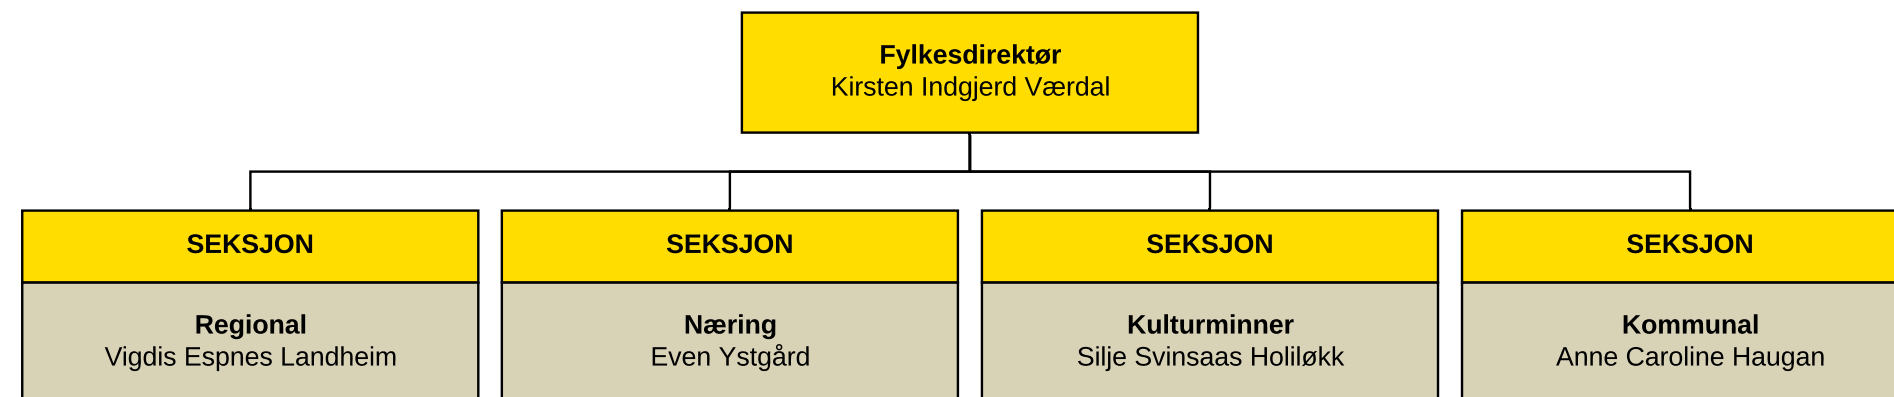 Fylkesdirektør
Kirsten Indgjerd Værdal
SEKSJON
Regional
Vigdis Espnes Landheim
SEKSJON
Næring
Even Ystgård
SEKSJON
Kulturminner
Silje Svinsaas Holiløkk
SEKSJON
Kommunal
Anne Caroline Haugan